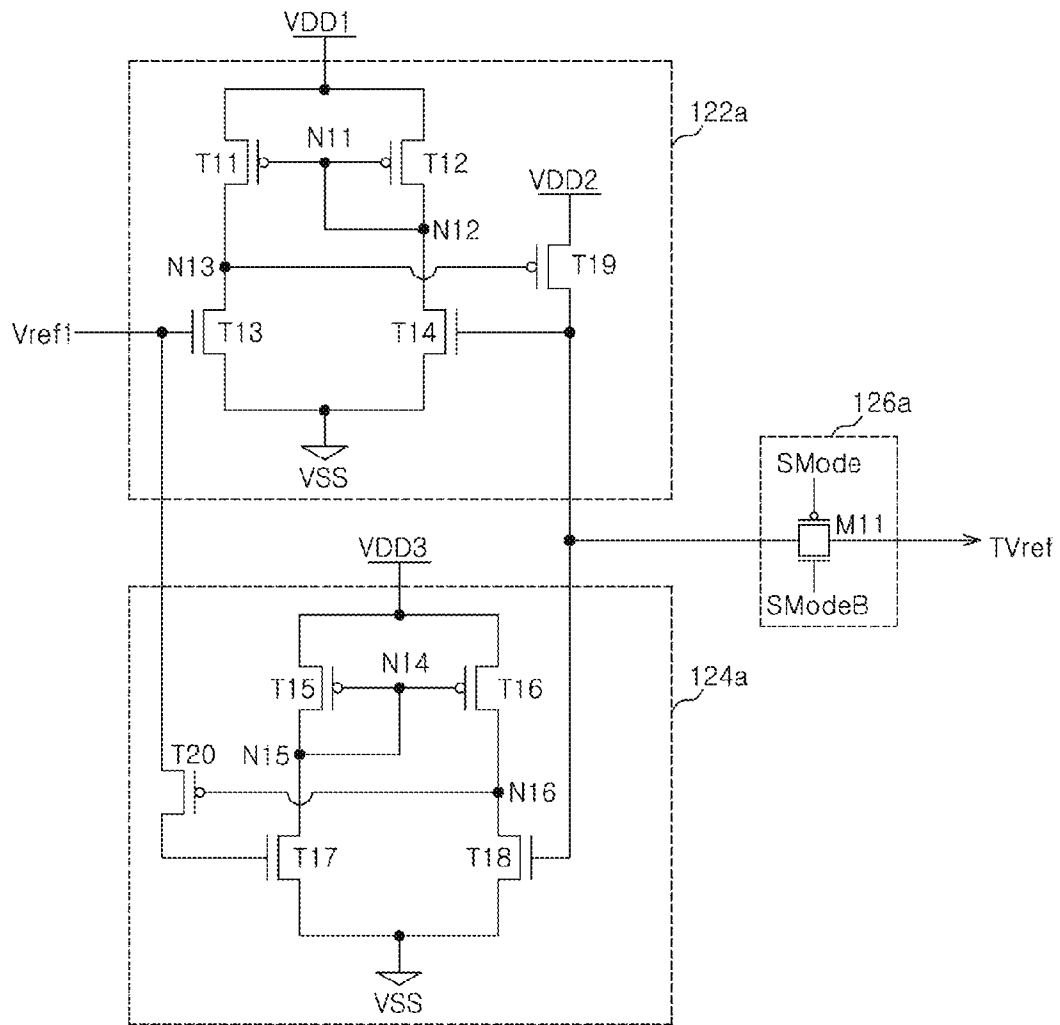 VDD1
122a
T11
N11
T12
VDD2
N12
N13
T19
Vref1
T13
T14
VSS
126a
SMode
M11
TVref
SModeB
VDD3
124a
T15
N14
T16
T20
N15
N16
T17
T18
VSS